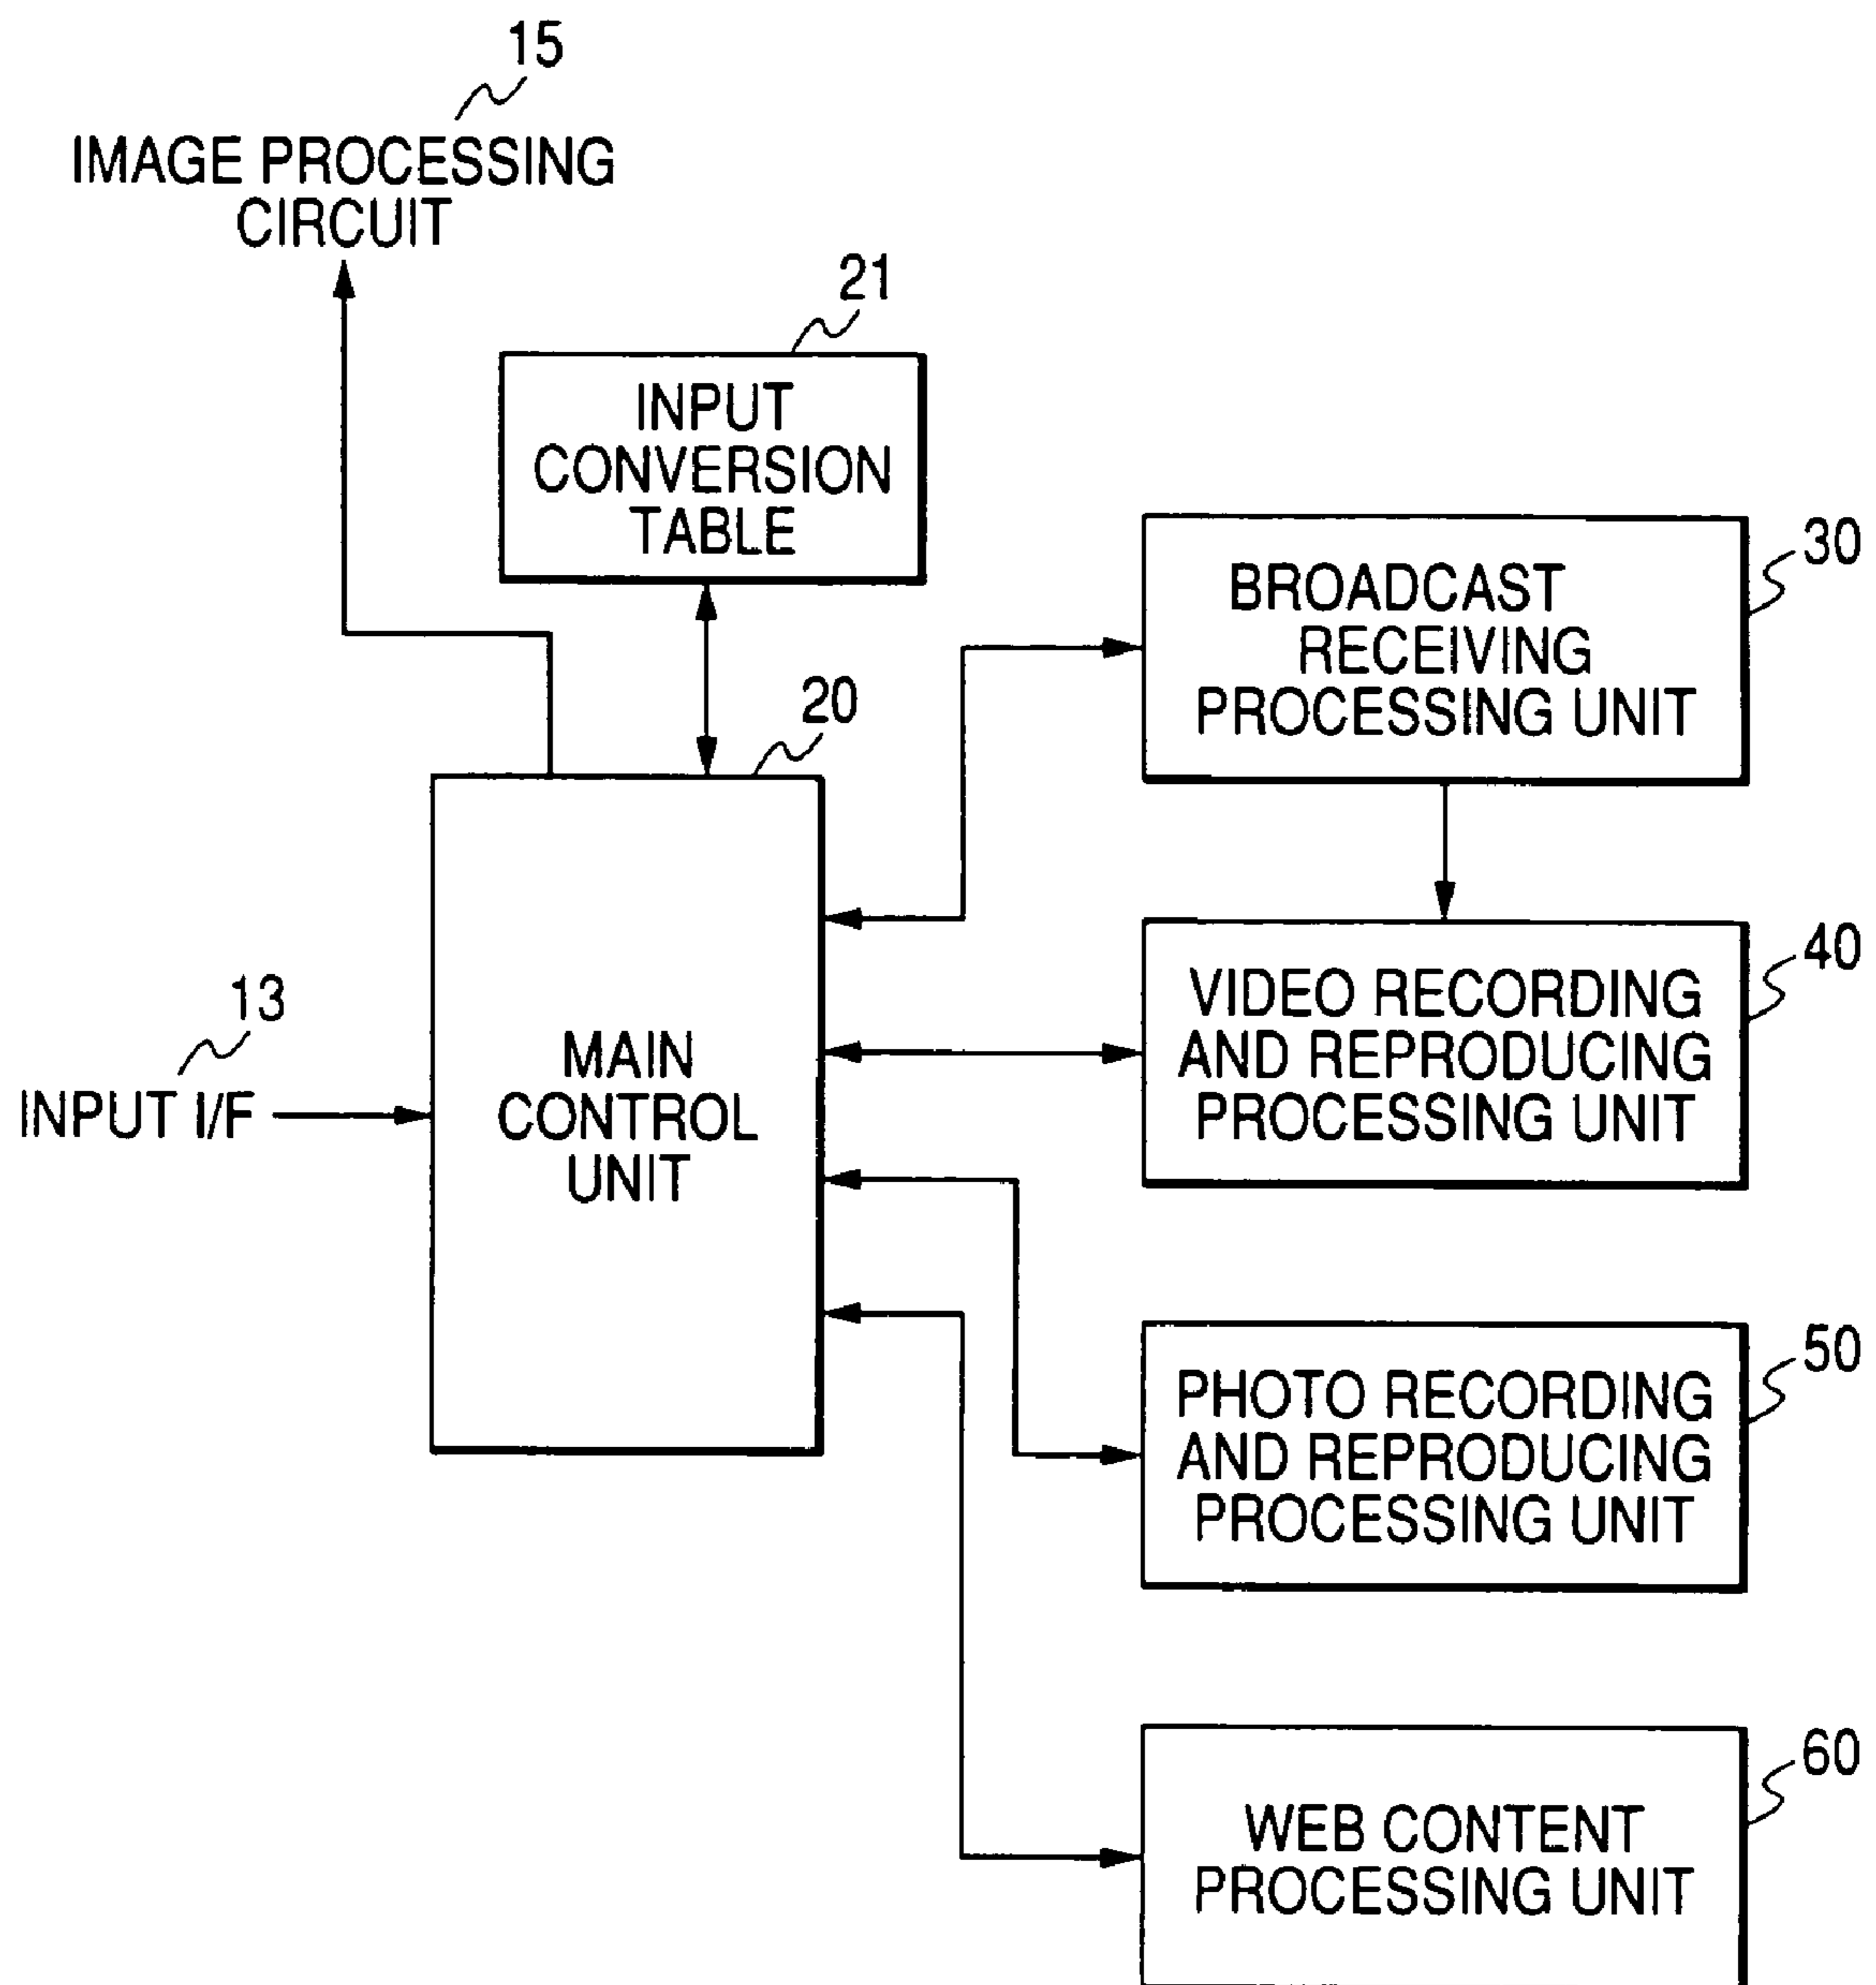 15
IMAGE PROCESSING
CIRCUIT
21
INPUT
CONVERSION
TABLE
30
BROADCAST
RECEIVING
PROCESSING UNIT
20
MAIN
CONTROL
UNIT
13
INPUT I/F
40
VIDEO RECORDING
AND REPRODUCING
PROCESSING UNIT
50
PHOTO RECORDING
AND REPRODUCING
PROCESSING UNIT
60
WEB CONTENT
PROCESSING UNIT